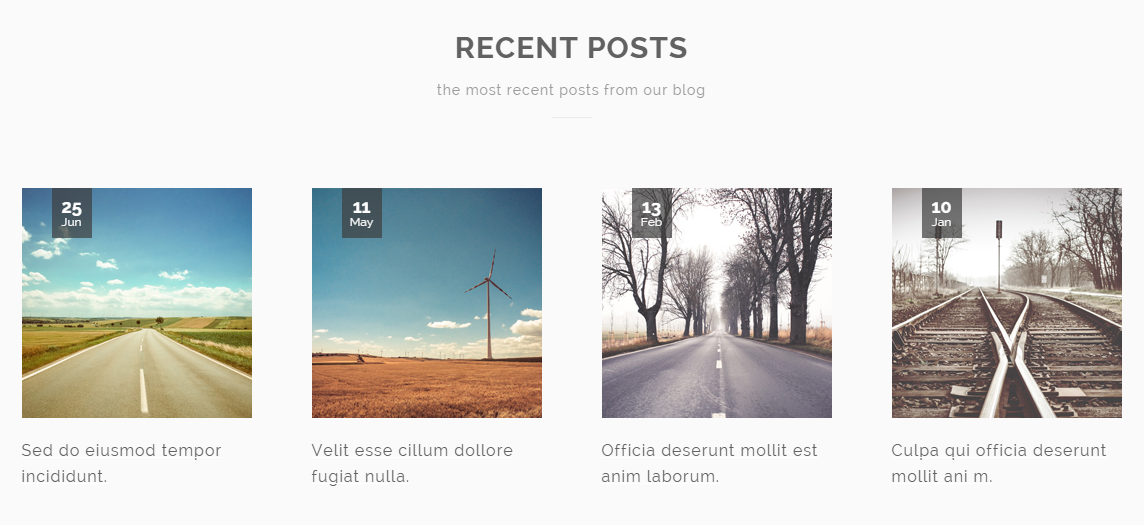 RECENT POSTS
the most recent posts from our blog
25
Jun
11
May
13
Feb
10
Jan
Sed do eiusmod tempor
incididunt.
Velit esse cillum dollore
fugiat nulla.
Officia deserunt mollit est
anim laborum.
Culpa qui officia deserunt
mollit ani m.